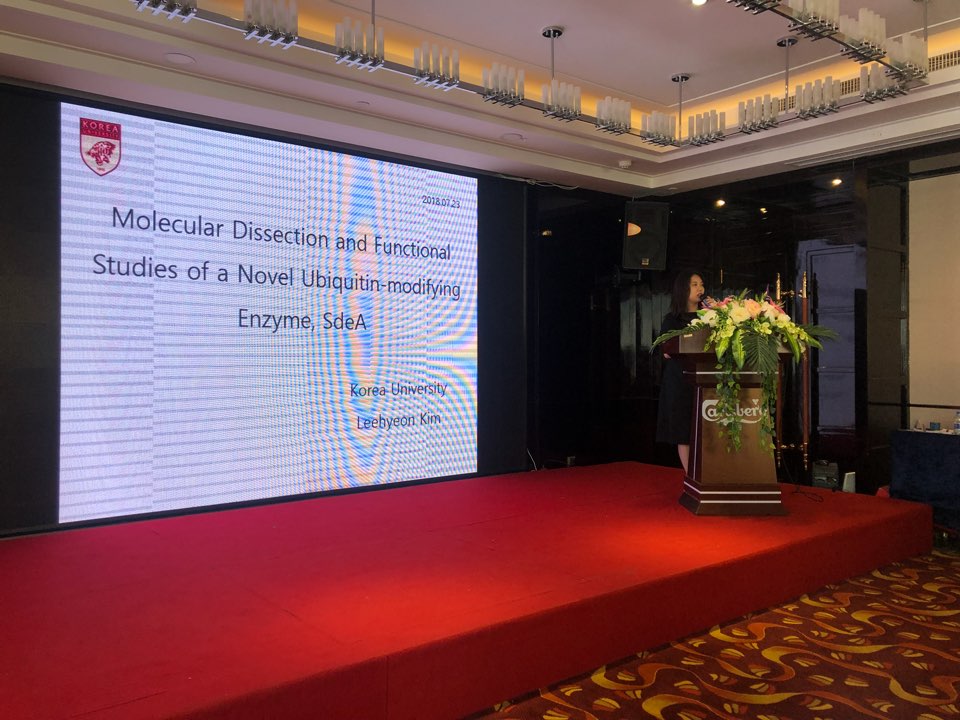 KOREA
UNIVERSITY
2018.07.23
Molecular Dissection and Functional
Studies of a Novel Ubiquitin-modifying
Enzyme, SdeA
Korea University
Leehyeon Kim